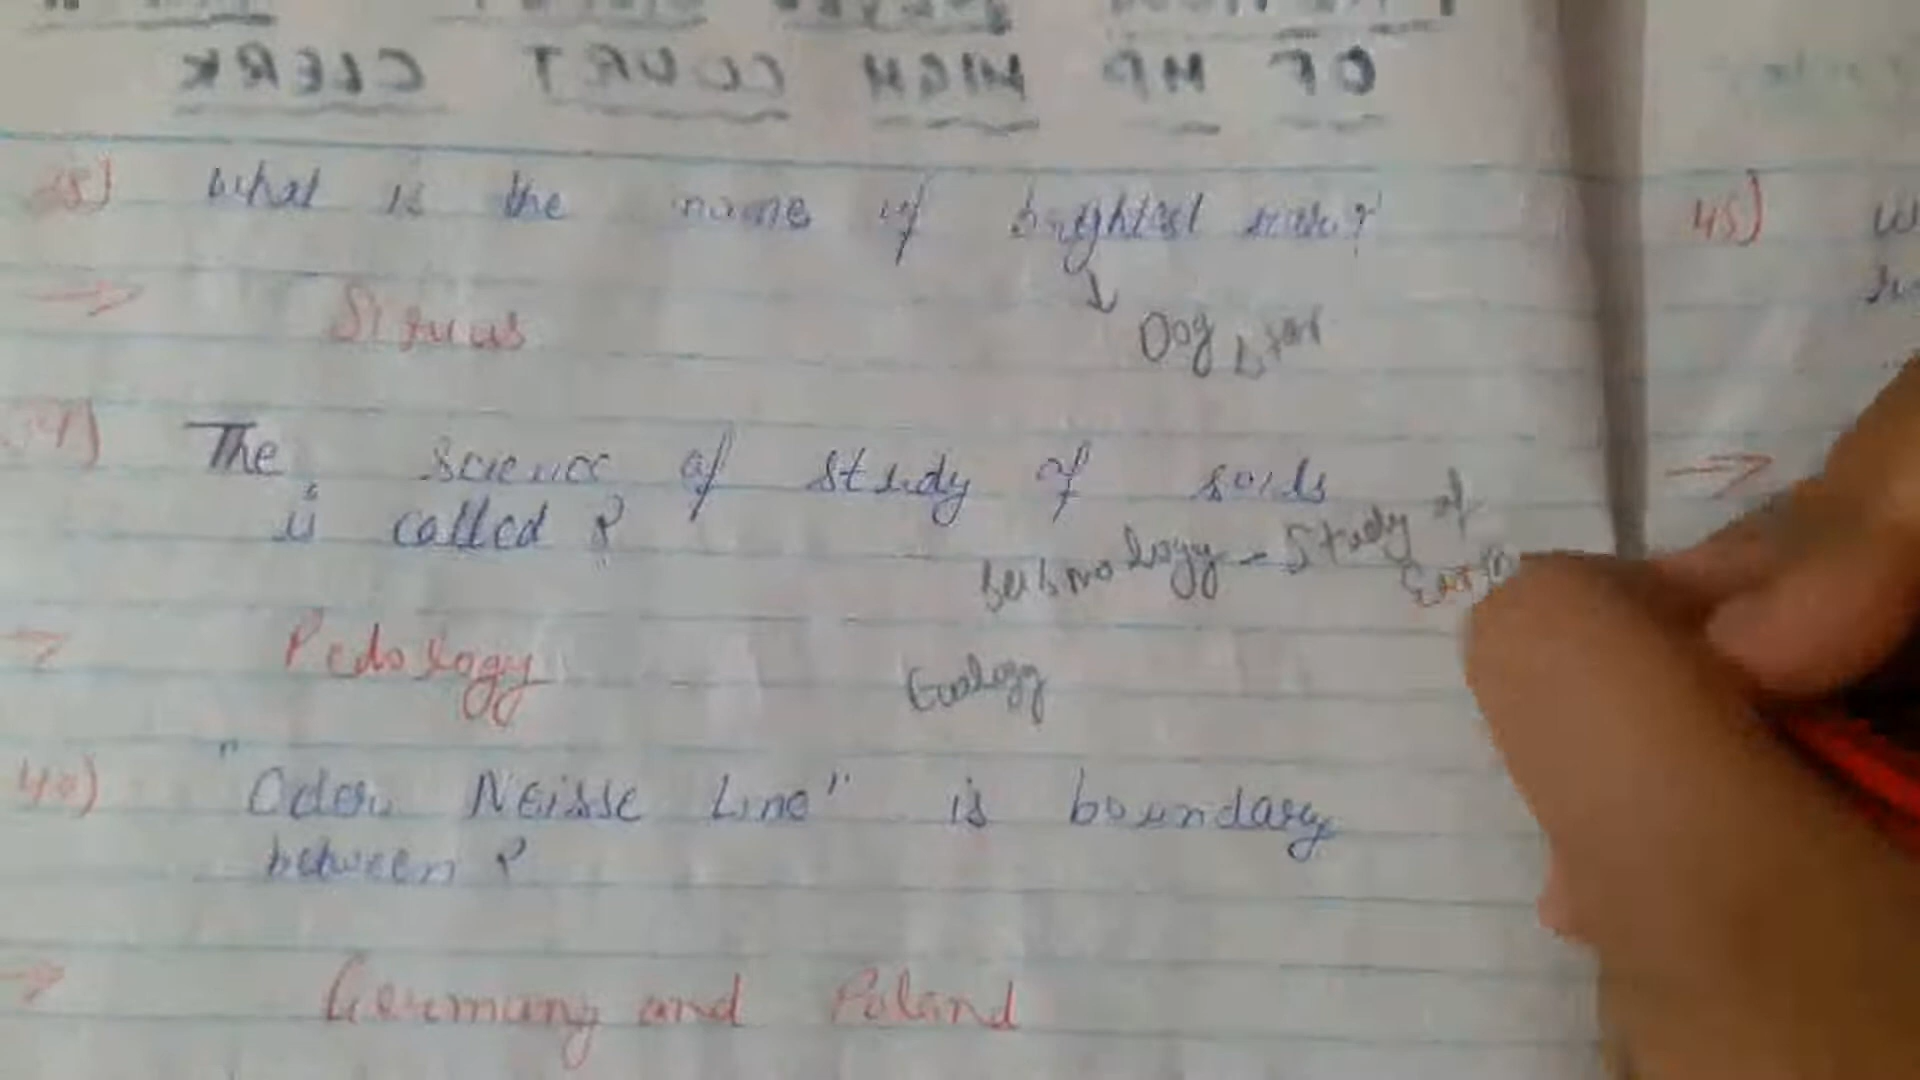 OF MP HIGH COURT CLERK
What is the name of brightest star?
Sirius
Dog star
The science of study of soils
is called ?
Seismology - Study of
Earth
Pedology
Geology
40) "Oder Neisse Line" is boundary
between ?
Germany and Poland
45)